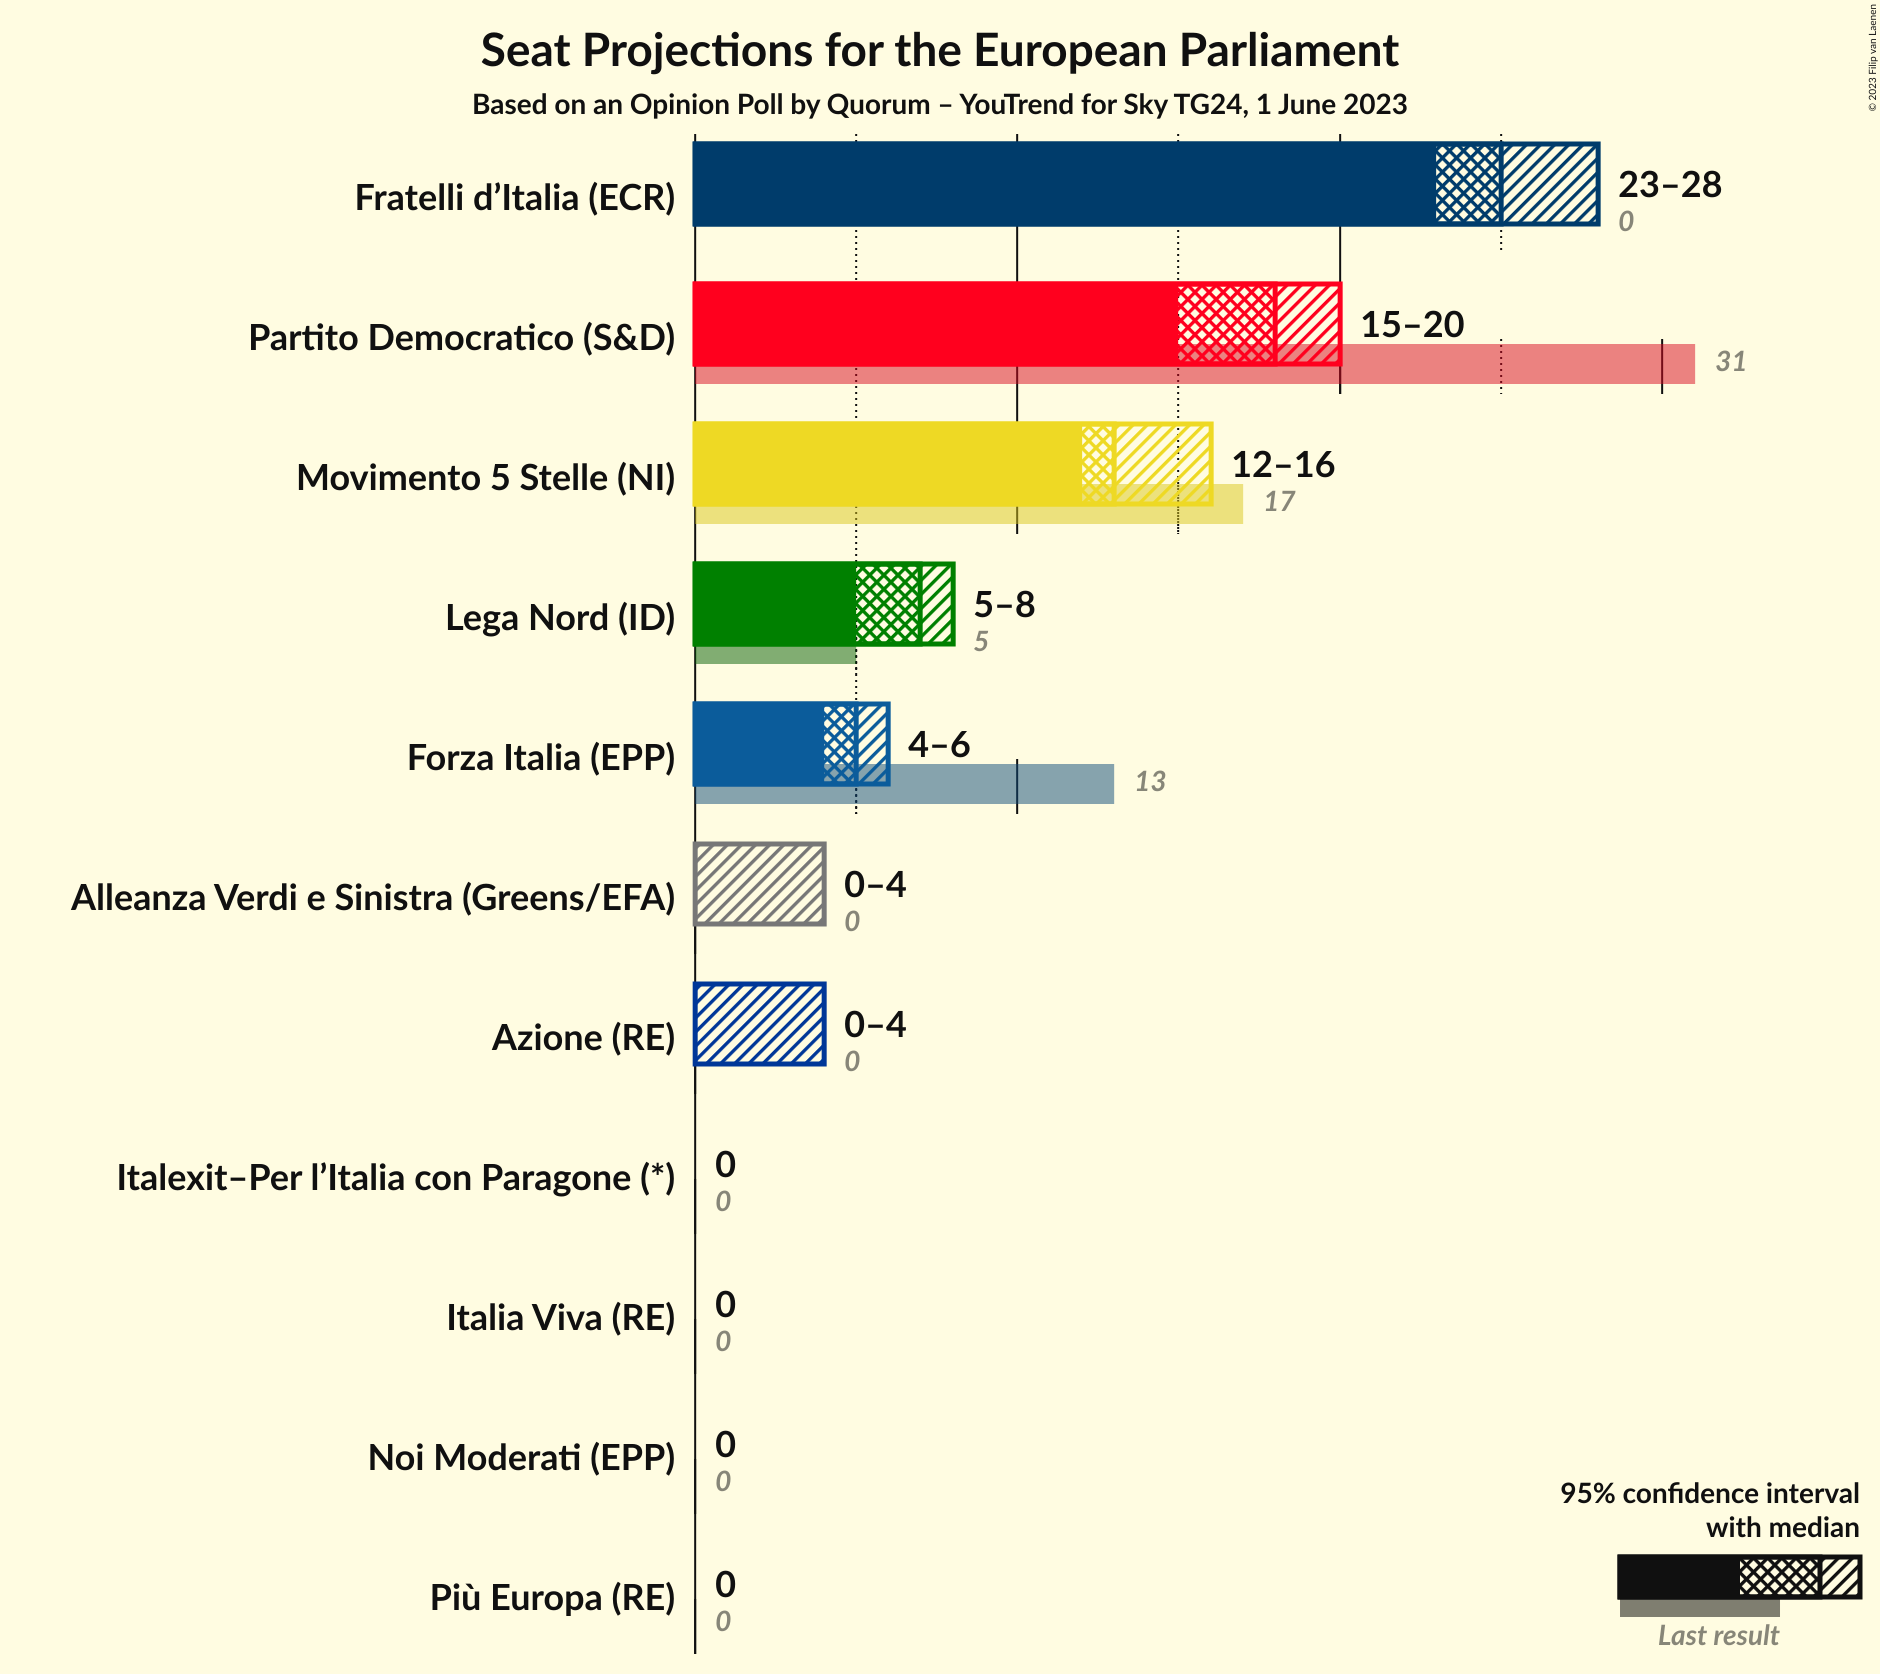 Seat Projections for the European Parliament
Based on an Opinion Poll by Quorum – YouTrend for Sky TG24, 1 June 2023
© 2023 Filip van Laenen
Fratelli d’Italia (ECR)
23–28
0
Partito Democratico (S&D)
15–20
31
Movimento 5 Stelle (NI)
12–16
17
Lega Nord (ID)
5–8
5
Forza Italia (EPP)
4–6
13
Alleanza Verdi e Sinistra (Greens/EFA)
0–4
0
Azione (RE)
0–4
0
Italexit–Per l’Italia con Paragone (*)
0
0
Italia Viva (RE)
0
0
Noi Moderati (EPP)
0
0
Più Europa (RE)
0
0
95% confidence interval
with median
Last result